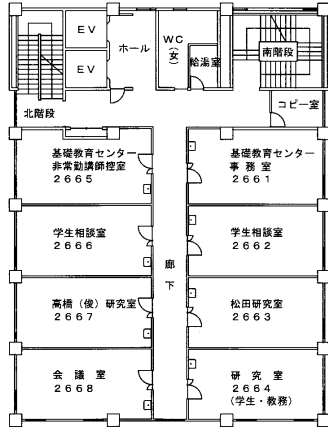 EV
EV
ホール
WC
(女)
給湯室
南階段
北階段
コピー室
基礎教育センター
非常勤講師控室
2665
基礎教育センター
事務室
2661
学生相談室
2666
学生相談室
2662
廊下
高橋(俊)研究室
2667
松田研究室
2663
会議室
2668
研究室
2664
(学生・教務)